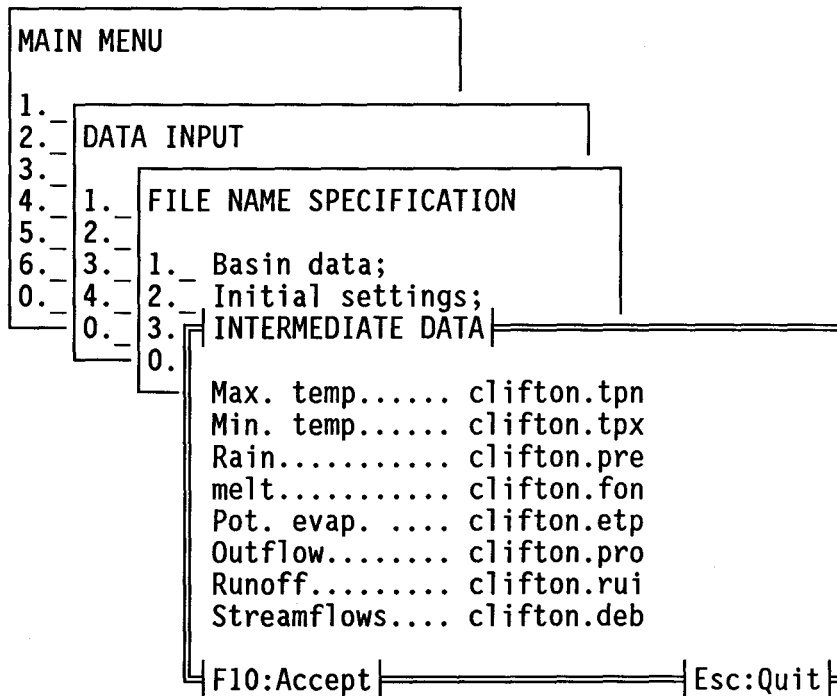 MAIN MENU
1._
2._ DATA INPUT
3._
4._ 1._ FILE NAME SPECIFICATION
5._ 2._
6._ 3._ 1._ Basin data;
0._ 4._ 2._ Initial settings;
0._ 3. INTERMEDIATE DATA
0.
Max. temp...... clifton.tpn
Min. temp...... clifton.tpx
Rain........... clifton.pre
melt........... clifton.fon
Pot. evap. .... clifton.etp
Outflow........ clifton.pro
Runoff......... clifton.rui
Streamflows.... clifton.deb
F10:Accept Esc:Quit